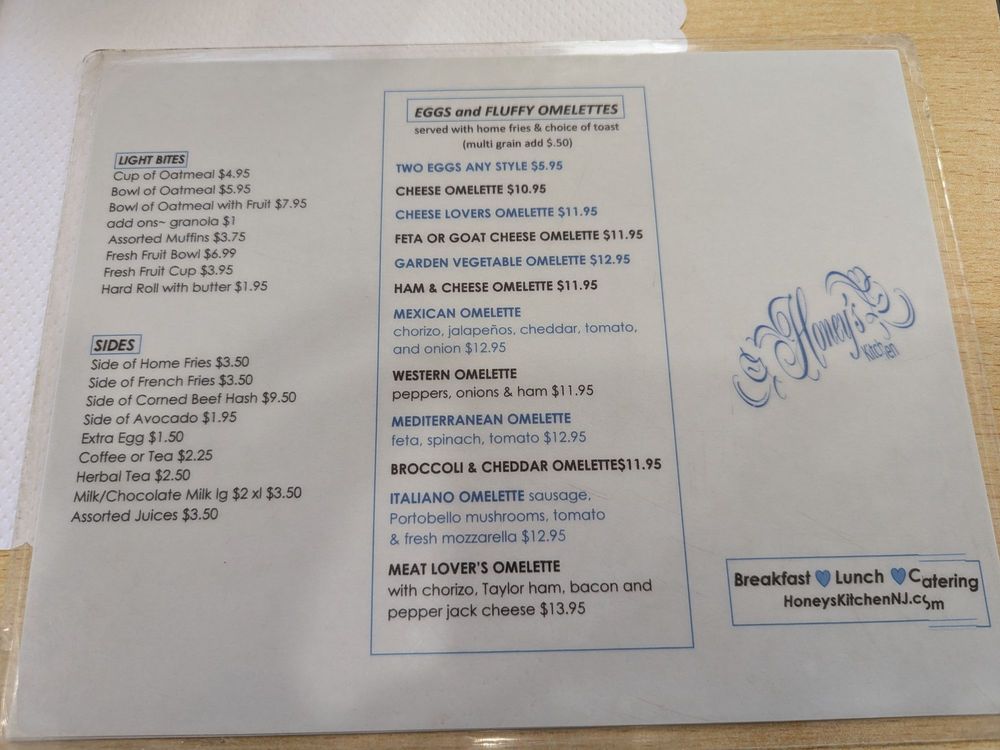 LIGHT BITES
Cup of Oatmeal $4.95
Bowl of Oatmeal $5.95
Bowl of Oatmeal with Fruit $7.95
add ons~ granola $1
Assorted Muffins $3.75
Fresh Fruit Bowl $6.99
Fresh Fruit Cup $3.95
Hard Roll with butter $1.95
SIDES
Side of Home Fries $3.50
Side of French Fries $3.50
Side of Corned Beef Hash $9.50
Side of Avocado $1.95
Extra Egg $1.50
Coffee or Tea $2.25
Herbal Tea $2.50
Milk/Chocolate Milk lg $2 xl $3.50
Assorted Juices $3.50
EGGS and FLUFFY OMELETTES
served with home fries & choice of toast
(multi grain add $.50)
TWO EGGS ANY STYLE $5.95
CHEESE OMELETTE $10.95
CHEESE LOVERS OMELETTE $11.95
FETA OR GOAT CHEESE OMELETTE $11.95
GARDEN VEGETABLE OMELETTE $12.95
HAM & CHEESE OMELETTE $11.95
MEXICAN OMELETTE
chorizo, jalapeños, cheddar, tomato,
and onion $12.95
WESTERN OMELETTE
peppers, onions & ham $11.95
MEDITERRANEAN OMELETTE
feta, spinach, tomato $12.95
BROCCOLI & CHEDDAR OMELETTE$11.95
ITALIANO OMELETTE sausage,
Portobello mushrooms, tomato
& fresh mozzarella $12.95
MEAT LOVER'S OMELETTE
with chorizo, Taylor ham, bacon and
pepper jack cheese $13.95
Honey's
Kitchen
Breakfast 💙 Lunch 💙 Catering
HoneysKitchenNJ.com